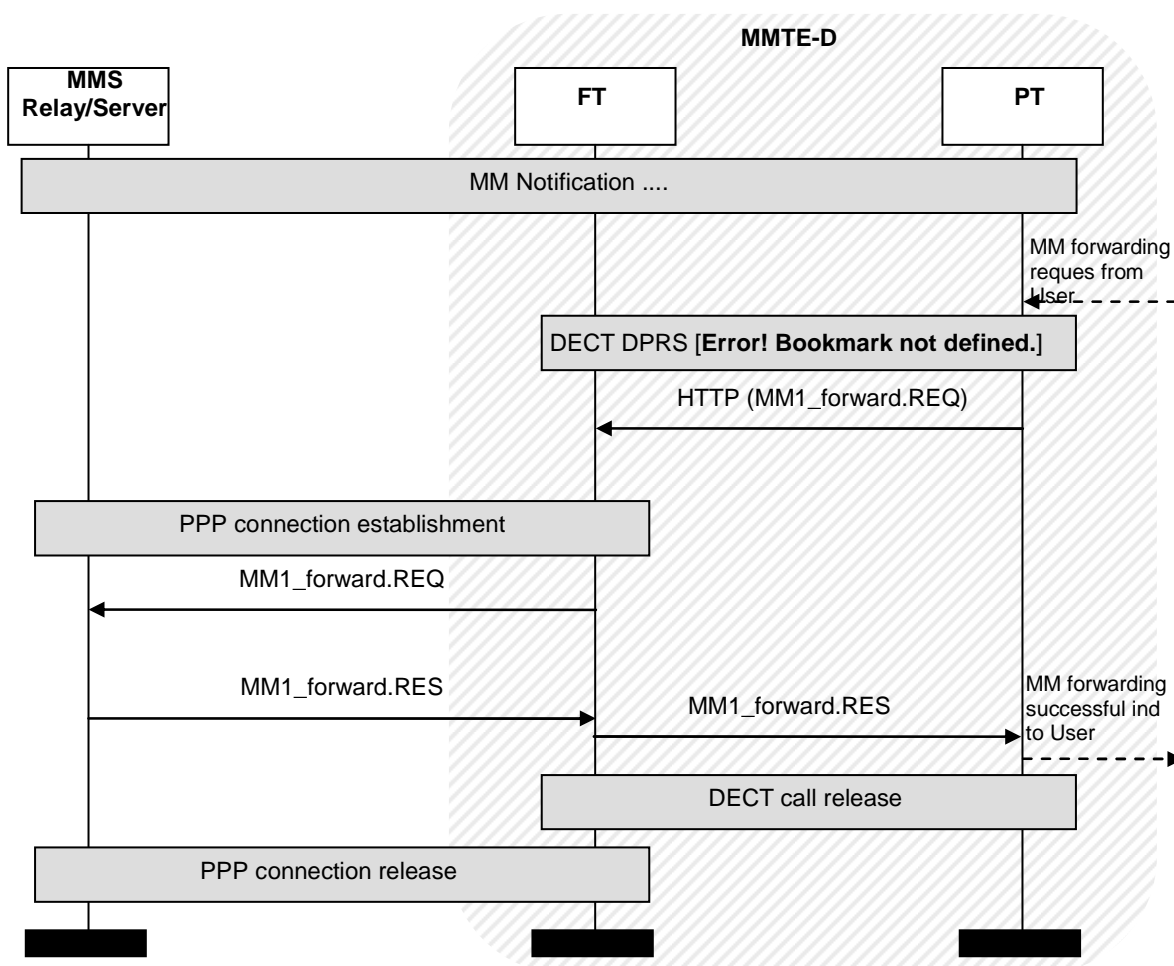 MMTE-D
MMS
Relay/Server
FT
PT
MM Notification ....
MM forwarding
reques from
User
DECT DPRS [Error! Bookmark not defined.]
HTTP (MM1_forward.REQ)
PPP connection establishment
MM1_forward.REQ
MM1_forward.RES
MM1_forward.RES
MM forwarding
successful ind
to User
DECT call release
PPP connection release